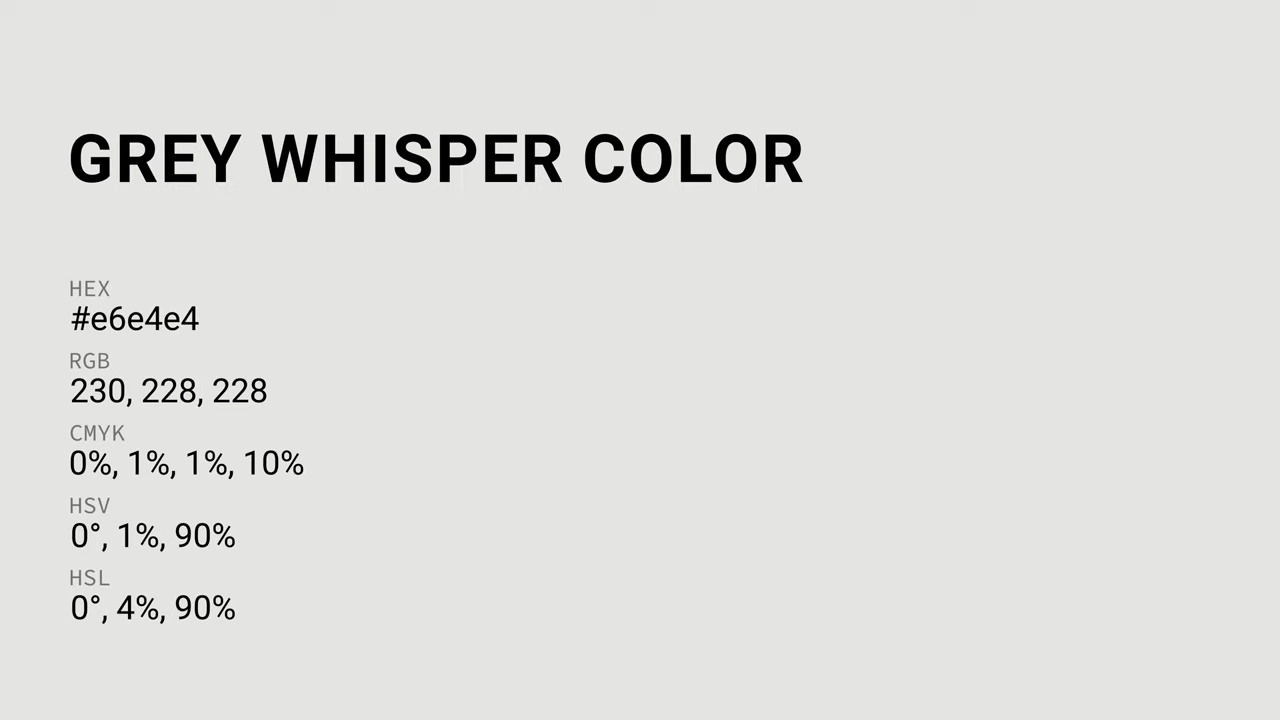 GREY WHISPER COLOR
HEX
#e6e4e4
RGB
230, 228, 228
CMYK
0%, 1%, 1%, 10%
HSV
0°, 1%, 90%
HSL
0°, 4%, 90%